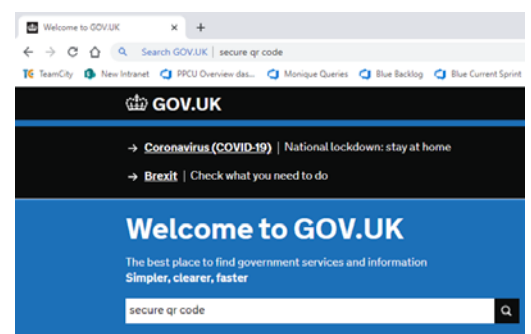 Welcome to GOV.UK
Search GOV.UK | secure qr code
TeamCity New Intranet PPCU Overview das... Monique Queries Blue Backlog Blue Current Sprint
GOV.UK
→ Coronavirus (COVID-19) | National lockdown: stay at home
→ Brexit | Check what you need to do
Welcome to GOV.UK
The best place to find government services and information
Simpler, clearer, faster
secure qr code